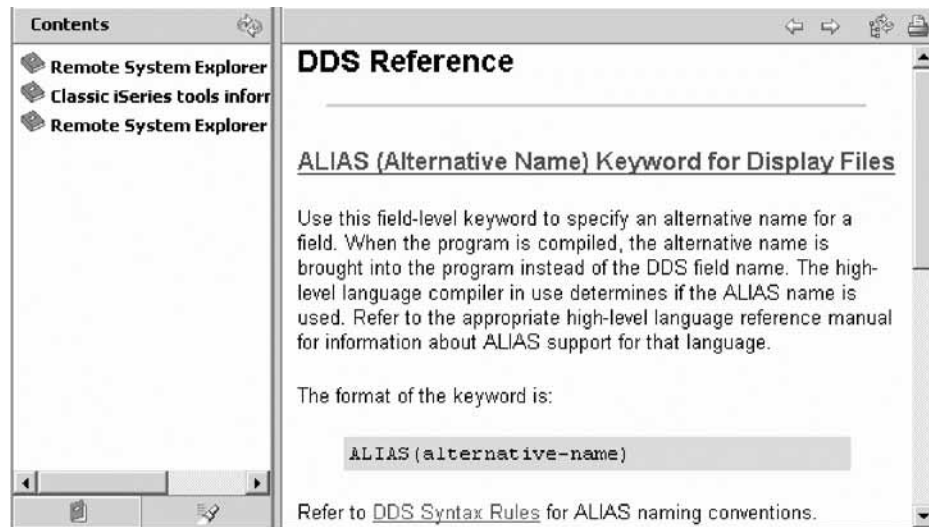 Contents
Remote System Explorer
Classic iSeries tools inforr
Remote System Explorer
DDS Reference
ALIAS (Alternative Name) Keyword for Display Files
Use this field-level keyword to specify an alternative name for a
field. When the program is compiled, the alternative name is
brought into the program instead of the DDS field name. The high-
level language compiler in use determines if the ALIAS name is
used. Refer to the appropriate high-level language reference manual
for information about ALIAS support for that language.
The format of the keyword is:
ALIAS(alternative-name)
Refer to DDS Syntax Rules for ALIAS naming conventions.